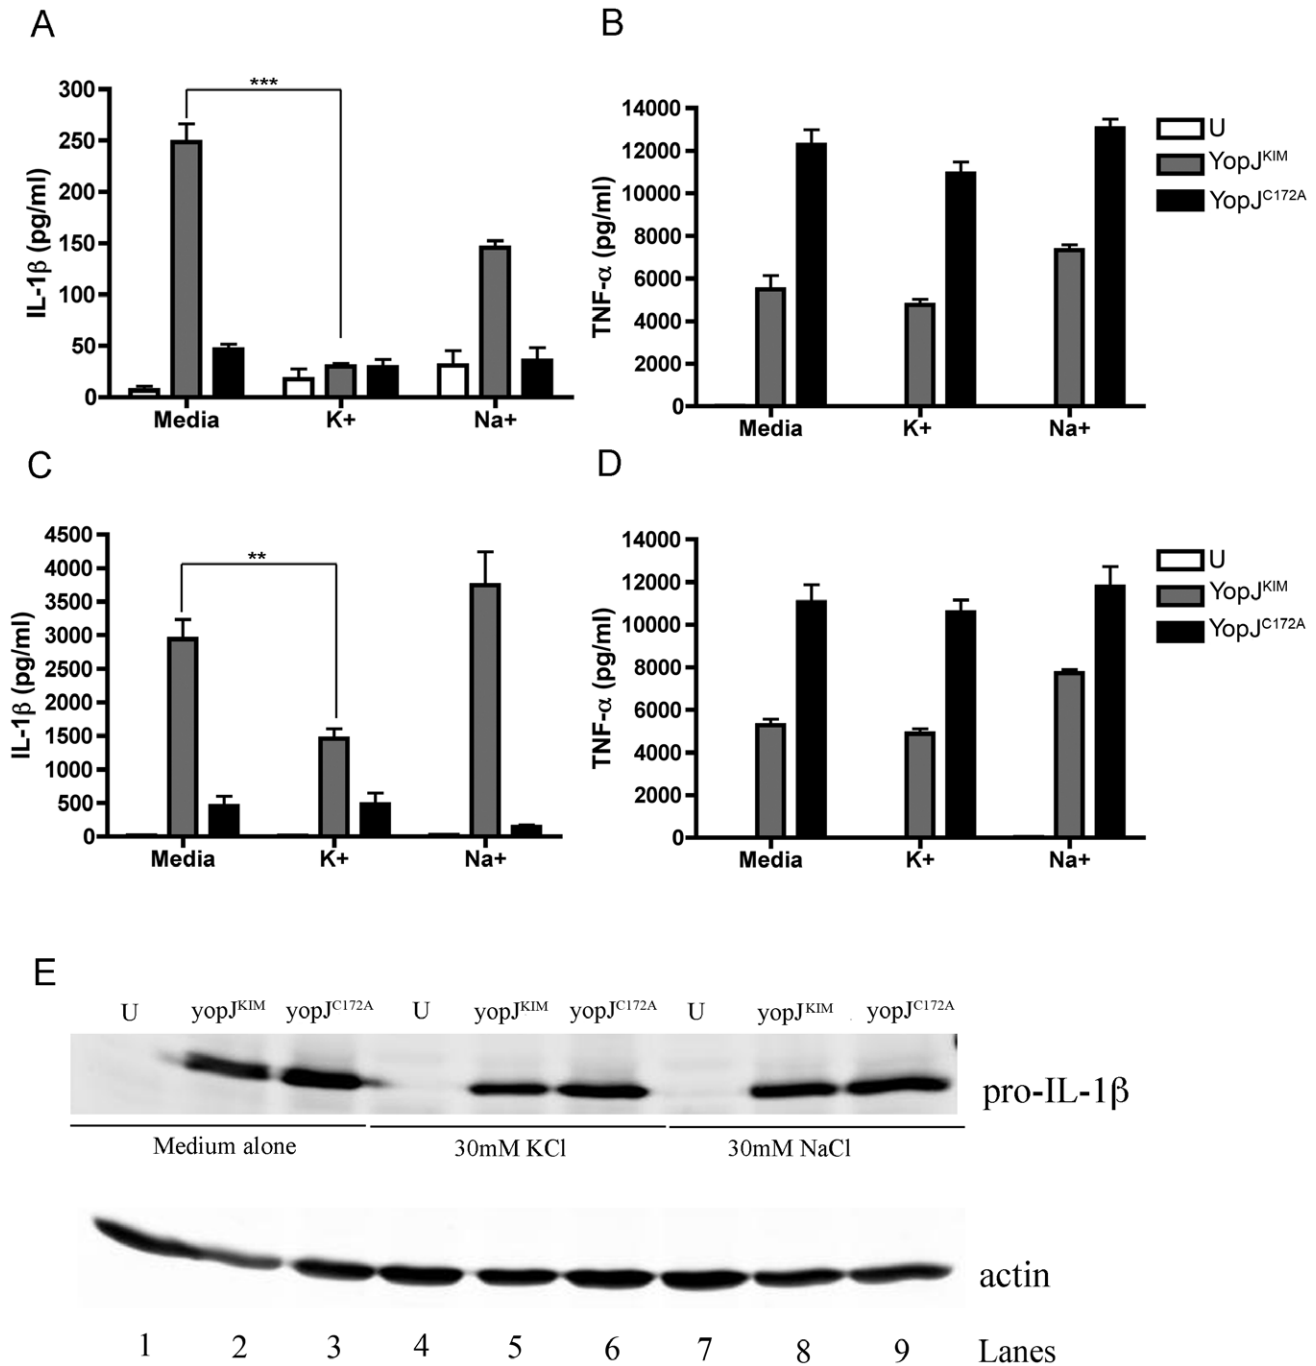 A
B
300
250
200
150
100
50
0
IL-1β (pg/ml)
***
Media
K+
Na+
14000
12000
10000
8000
6000
4000
2000
0
TNF-α (pg/ml)
Media
K+
Na+
U
YopJKIM
YopJC172A
C
D
4500
4000
3500
3000
2500
2000
1500
1000
500
0
IL-1β (pg/ml)
**
Media
K+
Na+
14000
12000
10000
8000
6000
4000
2000
0
TNF-α (pg/ml)
Media
K+
Na+
U
YopJKIM
YopJC172A
E
U yopJKIM yopJC172A U yopJKIM yopJC172A U yopJKIM yopJC172A
pro-IL-1β
Medium alone 30mM KCl 30mM NaCl
actin
1 2 3 4 5 6 7 8 9 Lanes